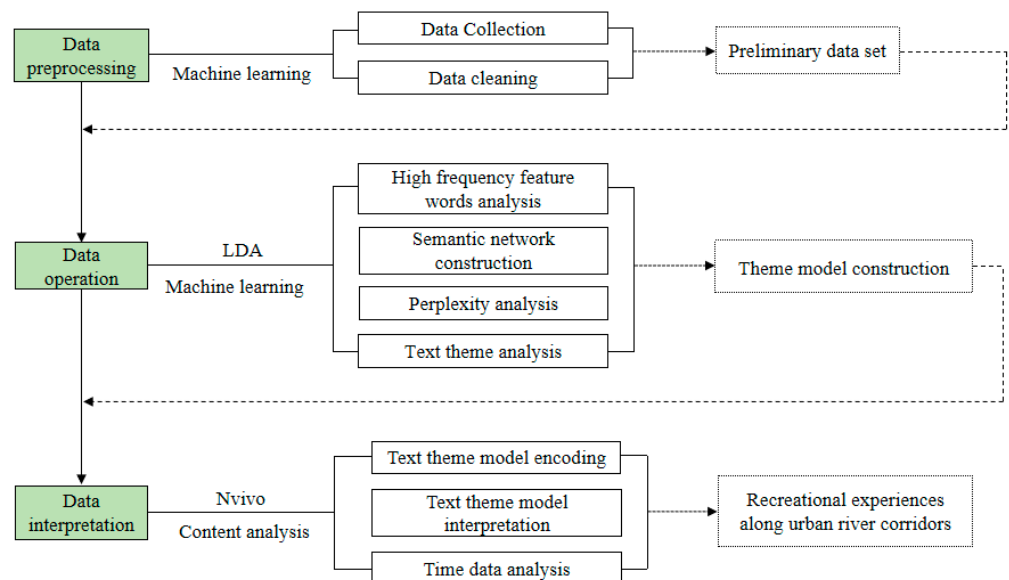 Data
preprocessing
Machine learning
Data Collection
Data cleaning
Preliminary data set
Data
operation
LDA
Machine learning
High frequency feature
words analysis
Semantic network
construction
Perplexity analysis
Text theme analysis
Theme model construction
Data
interpretation
Nvivo
Content analysis
Text theme model encoding
Text theme model
interpretation
Time data analysis
Recreational experiences
along urban river corridors